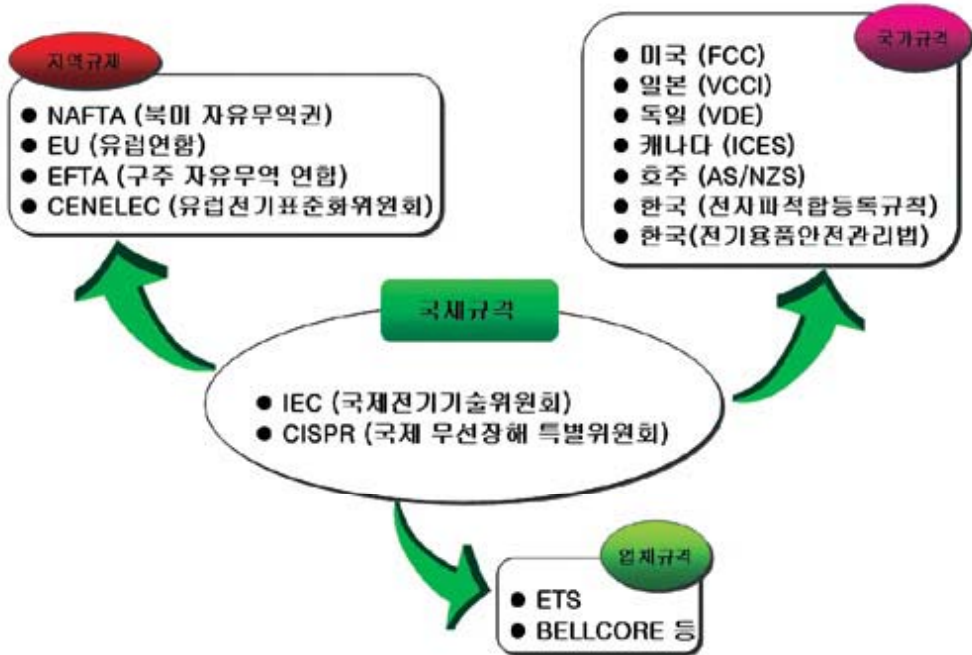 지역규제
● NAFTA (북미 자유무역권)
● EU (유럽연합)
● EFTA (구주 자유무역 연합)
● CENELEC (유럽전기표준화위원회)
국가규격
● 미국 (FCC)
● 일본 (VCCI)
● 독일 (VDE)
● 캐나다 (ICES)
● 호주 (AS/NZS)
● 한국 (전자파적합등록규칙)
● 한국(전기용품안전관리법)
국제규격
● IEC (국제전기기술위원회)
● CISPR (국제 무선장해 특별위원회)
업체규격
● ETS
● BELLCORE 등